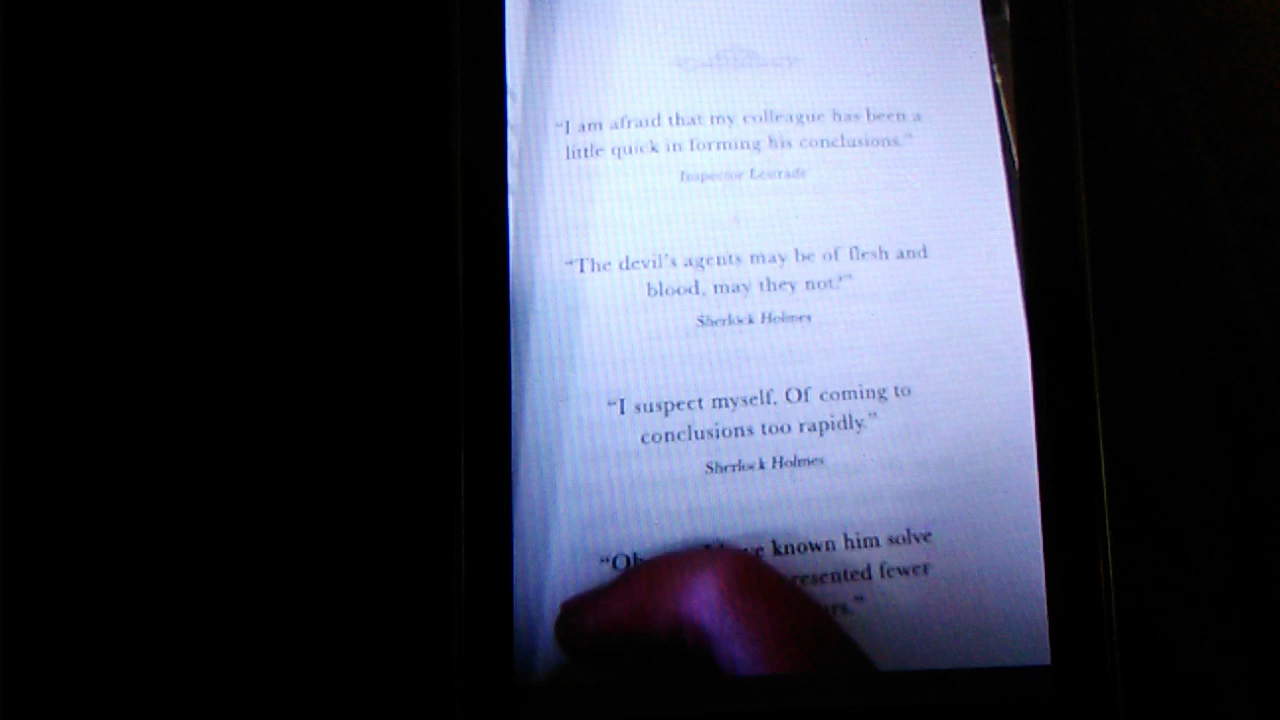 “I am afraid that my colleague has been a
little quick in forming his conclusions.”
Inspector Lestrade
“The devil's agents may be of flesh and
blood, may they not?”
Sherlock Holmes
“I suspect myself. Of coming to
conclusions too rapidly.”
Sherlock Holmes
known him solve
fewer